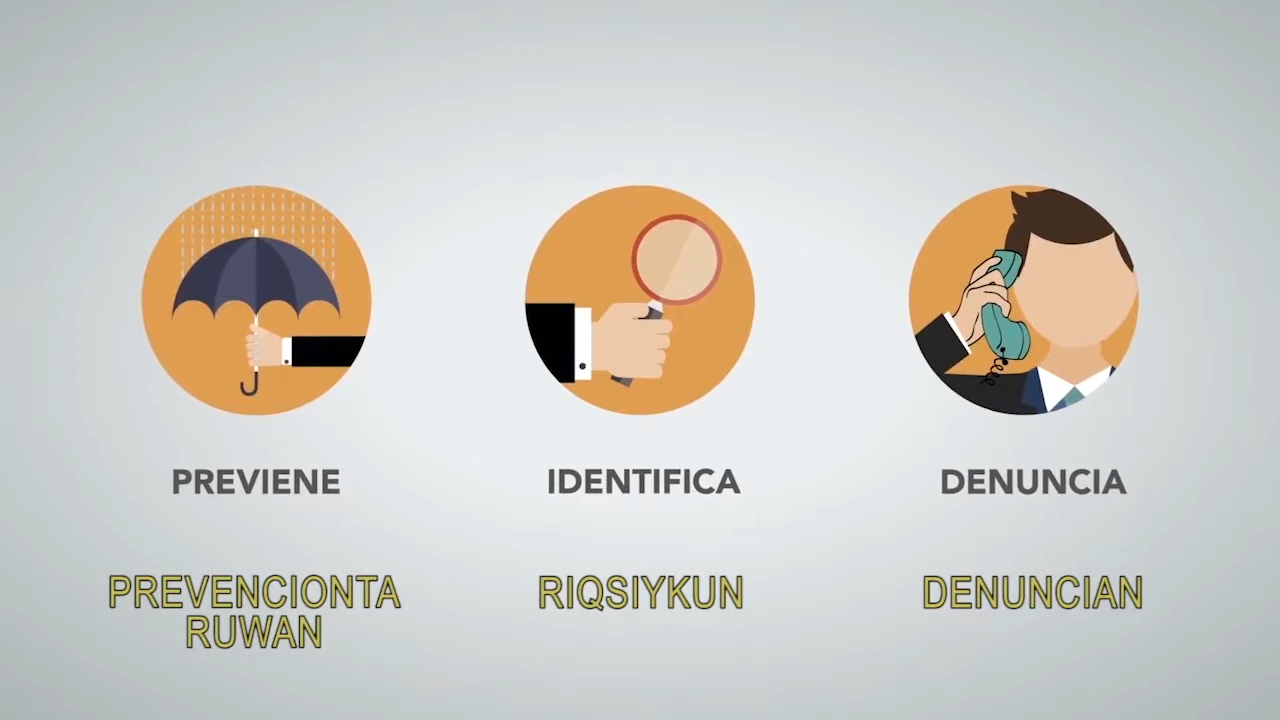 PREVIENE
IDENTIFICA
DENUNCIA
PREVENCIONTA
RUWAN
RIQSIYKUN
DENUNCIAN